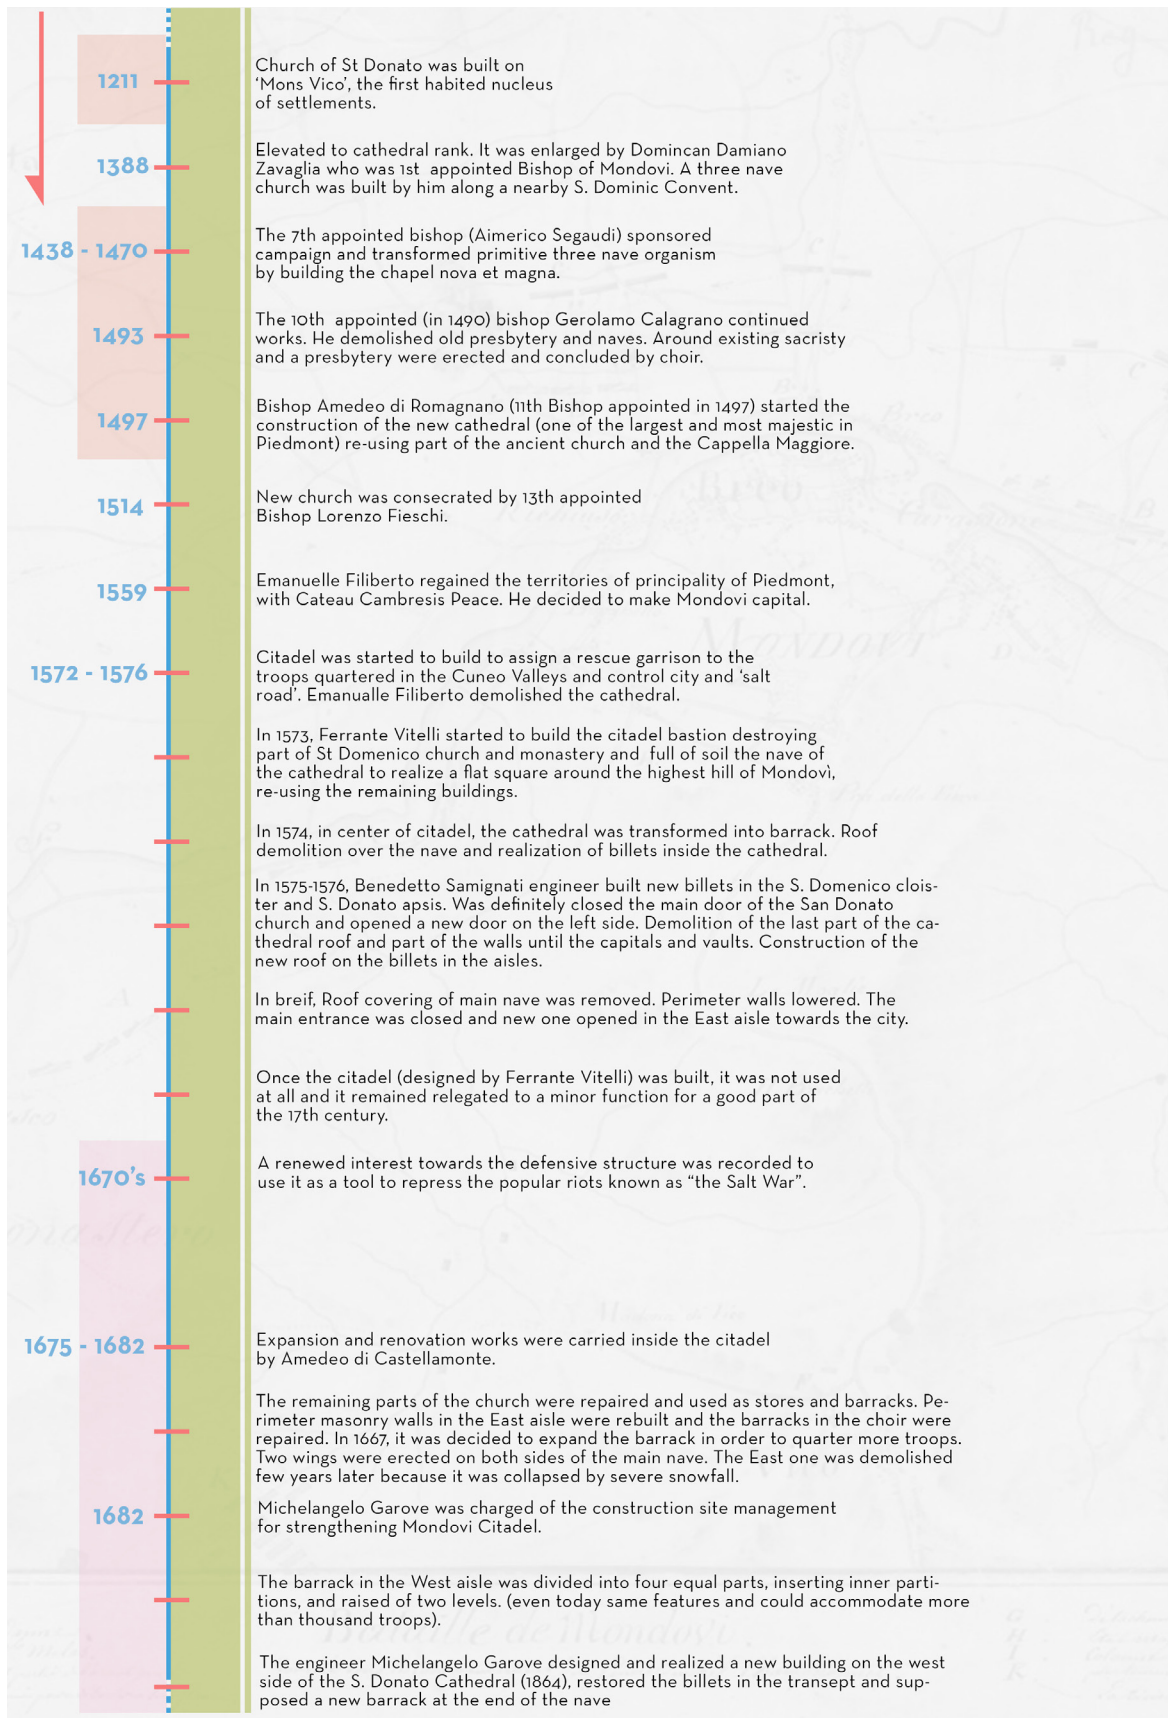 1211
Church of St Donato was built on
‘Mons Vico’, the first habited nucleus
of settlements.
1388
Elevated to cathedral rank. It was enlarged by Domincan Damiano
Zavaglia who was 1st appointed Bishop of Mondovi. A three nave
church was built by him along a nearby S. Dominic Convent.
1438 - 1470
The 7th appointed bishop (Aimerico Segaudi) sponsored
campaign and transformed primitive three nave organism
by building the chapel nova et magna.
1493
The 10th appointed (in 1490) bishop Gerolamo Calagrano continued
works. He demolished old presbytery and naves. Around existing sacristy
and a presbytery were erected and concluded by choir.
1497
Bishop Amedeo di Romagnano (11th Bishop appointed in 1497) started the
construction of the new cathedral (one of the largest and most majestic in
Piedmont) re-using part of the ancient church and the Cappella Maggiore.
1514
New church was consecrated by 13th appointed
Bishop Lorenzo Fieschi.
1559
Emanuelle Filiberto regained the territories of principality of Piedmont,
with Cateau Cambresis Peace. He decided to make Mondovi capital.
1572 - 1576
Citadel was started to build to assign a rescue garrison to the
troops quartered in the Cuneo Valleys and control city and ‘salt
road’. Emanualle Filiberto demolished the cathedral.
In 1573, Ferrante Vitelli started to build the citadel bastion destroying
part of St Domenico church and monastery and full of soil the nave of
the cathedral to realize a flat square around the highest hill of Mondovì,
re-using the remaining buildings.
In 1574, in center of citadel, the cathedral was transformed into barrack. Roof
demolition over the nave and realization of billets inside the cathedral.
In 1575-1576, Benedetto Samignati engineer built new billets in the S. Domenico clois-
ter and S. Donato apsis. Was definitely closed the main door of the San Donato
church and opened a new door on the left side. Demolition of the last part of the ca-
thedral roof and part of the walls until the capitals and vaults. Construction of the
new roof on the billets in the aisles.
In breif, Roof covering of main nave was removed. Perimeter walls lowered. The
main entrance was closed and new one opened in the East aisle towards the city.
Once the citadel (designed by Ferrante Vitelli) was built, it was not used
at all and it remained relegated to a minor function for a good part of
the 17th century.
1670’s
A renewed interest towards the defensive structure was recorded to
use it as a tool to repress the popular riots known as “the Salt War”.
1675 - 1682
Expansion and renovation works were carried inside the citadel
by Amedeo di Castellamonte.
The remaining parts of the church were repaired and used as stores and barracks. Pe-
rimeter masonry walls in the East aisle were rebuilt and the barracks in the choir were
repaired. In 1667, it was decided to expand the barrack in order to quarter more troops.
Two wings were erected on both sides of the main nave. The East one was demolished
few years later because it was collapsed by severe snowfall.
1682
Michelangelo Garove was charged of the construction site management
for strengthening Mondovi Citadel.
The barrack in the West aisle was divided into four equal parts, inserting inner parti-
tions, and raised of two levels. (even today same features and could accommodate more
than thousand troops).
The engineer Michelangelo Garove designed and realized a new building on the west
side of the S. Donato Cathedral (1864), restored the billets in the transept and sup-
posed a new barrack at the end of the nave
Breo
Mondovi
Bataille de Mondovi